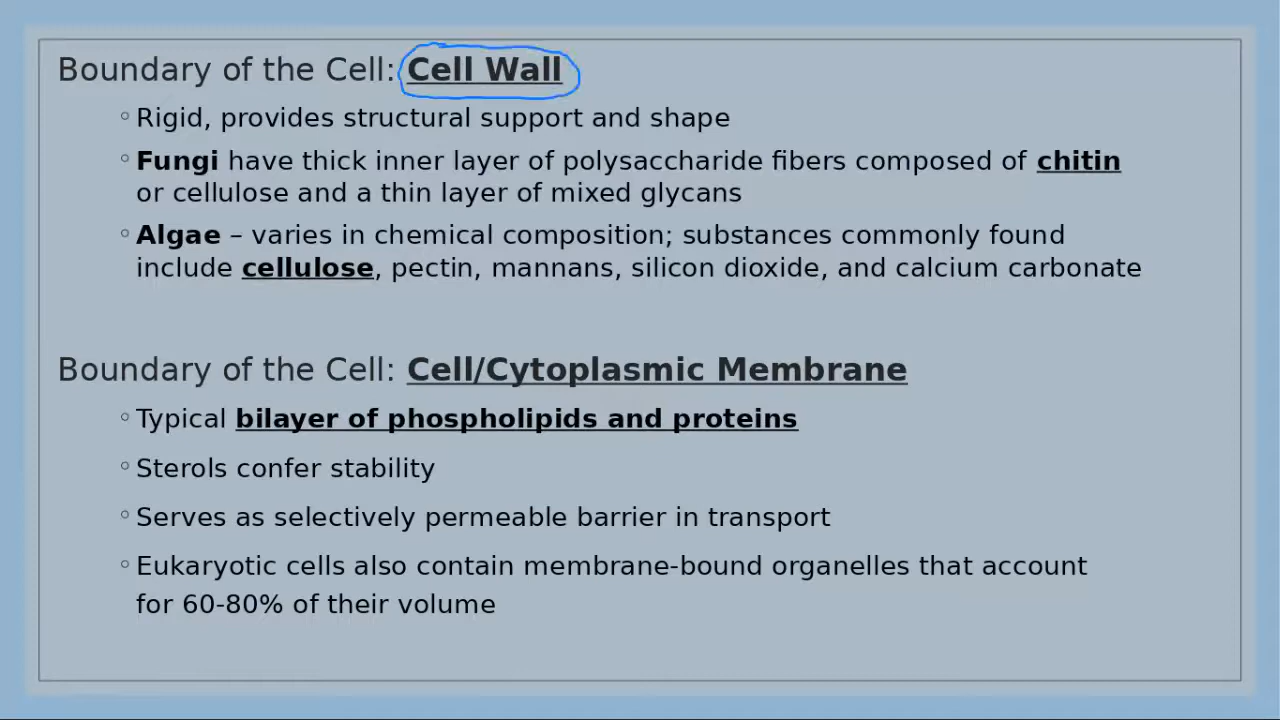 Boundary of the Cell: Cell Wall
◦ Rigid, provides structural support and shape
◦ Fungi have thick inner layer of polysaccharide fibers composed of chitin
or cellulose and a thin layer of mixed glycans
◦ Algae – varies in chemical composition; substances commonly found
include cellulose, pectin, mannans, silicon dioxide, and calcium carbonate
Boundary of the Cell: Cell/Cytoplasmic Membrane
◦ Typical bilayer of phospholipids and proteins
◦ Sterols confer stability
◦ Serves as selectively permeable barrier in transport
◦ Eukaryotic cells also contain membrane-bound organelles that account
for 60-80% of their volume